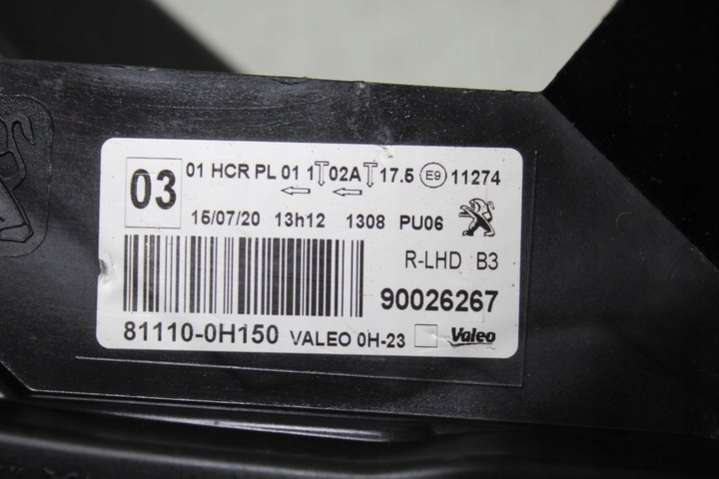 03
01 HCR PL 01 1 02A 17.5 E9 11274
15/07/20 13h12 1308 PU06
R-LHD B3
90026267
81110-0H150 VALEO 0H-23 Valeo